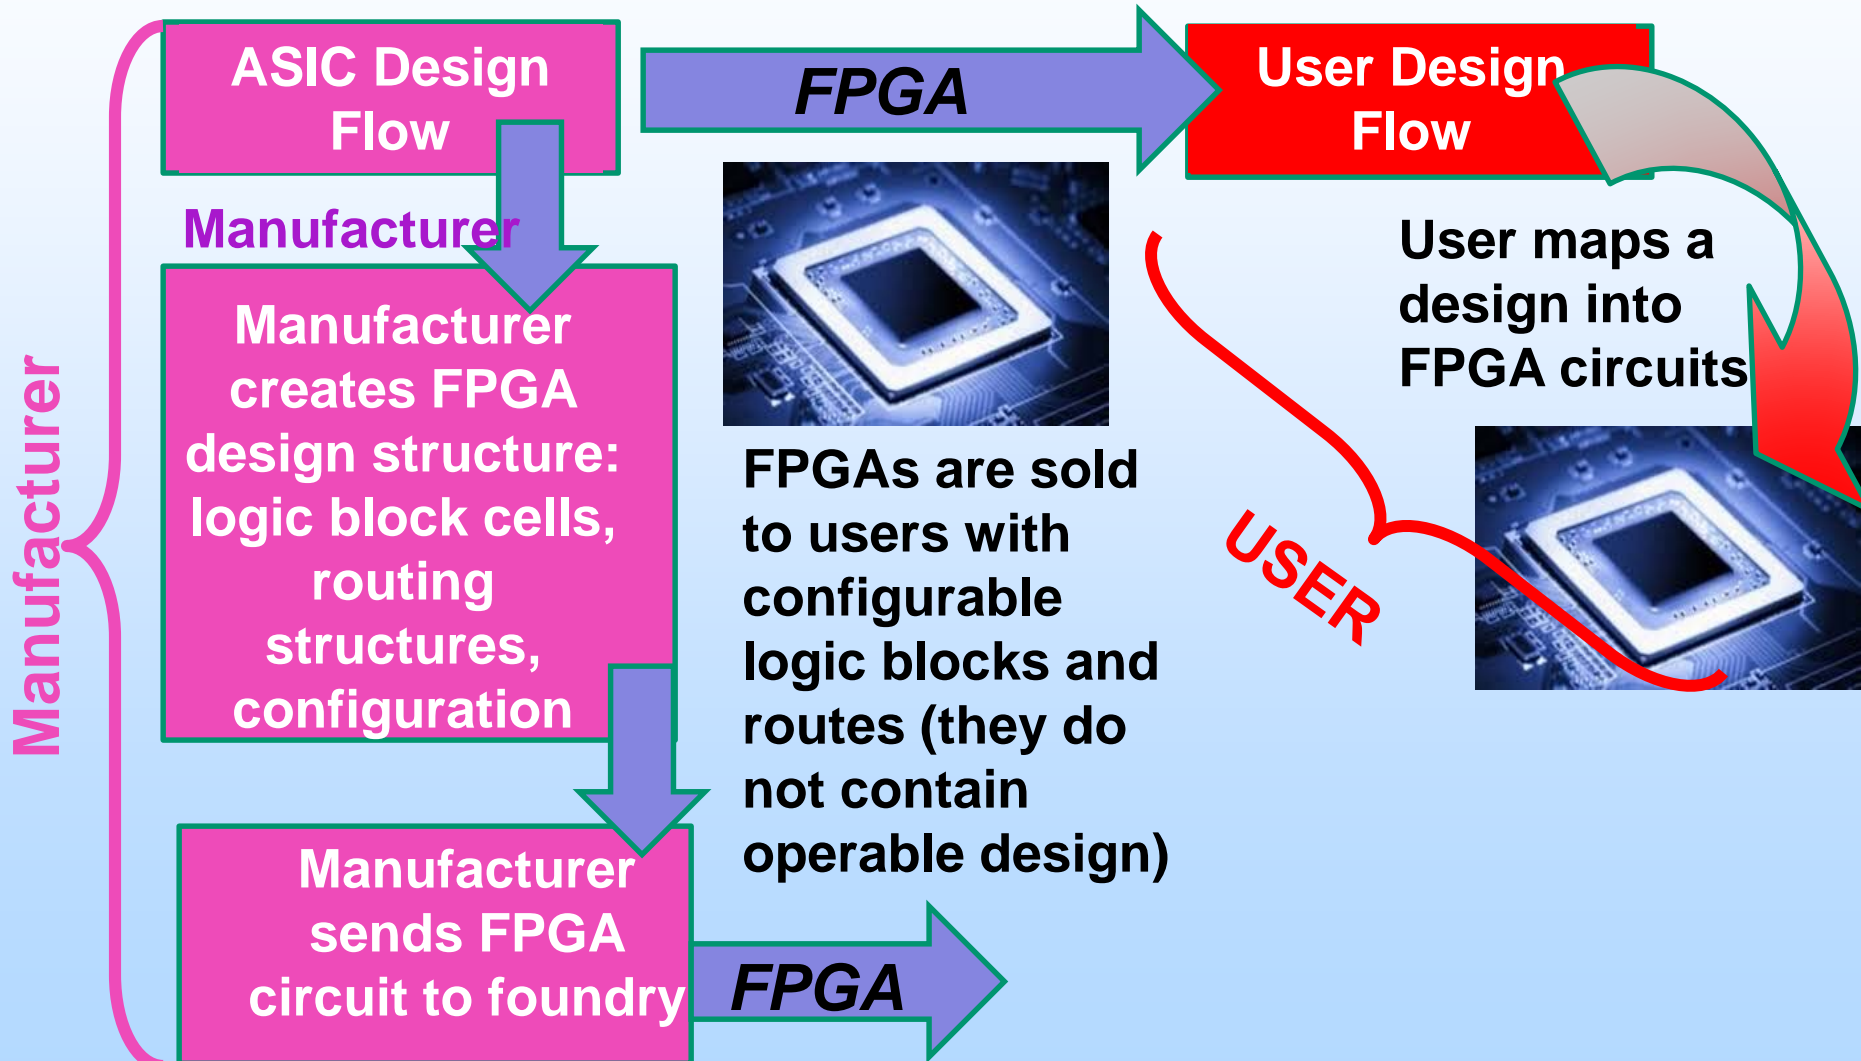 ASIC Design
Flow
FPGA
User Design
Flow
Manufacturer
Manufacturer
Manufacturer
creates FPGA
design structure:
logic block cells,
routing
structures,
configuration
Manufacturer
sends FPGA
circuit to foundry
FPGA
FPGAs are sold
to users with
configurable
logic blocks and
routes (they do
not contain
operable design)
USER
User maps a
design into
FPGA circuits